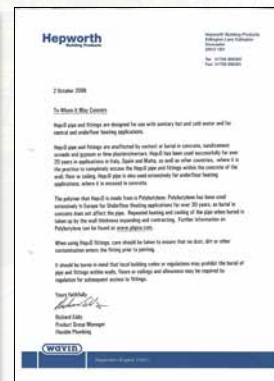 Hepworth
Building Products
Hepworth Building Products
Edlington Lane Edlington
Doncaster
2 October 2006
To Whom It May Concern
Hep₂O pipe and fittings are designed for use with sanitary hot and cold water and for
central and underfloor heating applications.
Hep₂O pipe and fittings are unaffected by contact or burial in concrete, sand/cement
screeds and gypsum or lime plasters/mortars. Hep₂O has been used successfully for over
20 years in applications in Italy, Spain and Malta, as well as other countries, where it is
the practice to completely encase the Hep₂O pipe and fittings within the concrete of the
wall, floor or ceiling. Hep₂O pipe is also used extensively for underfloor heating
applications, where it is encased in concrete.
The polymer that Hep₂O is made from is Polybutylene. Polybutylene has been used
extensively in Europe for Underfloor Heating applications for over 30 years, as burial in
concrete does not affect the pipe. Repeated heating and cooling of the pipe when buried is
taken up by the wall thickness expanding and contracting. Further information on
Polybutylene can be found at www.pbpsa.com.
When using Hep₂O fittings, care should be taken to ensure that no dust, dirt or other
contaminants enters the fitting prior to jointing.
It should be borne in mind that local building codes or regulations may prohibit the burial of
pipe and fittings within walls, floors or ceilings and allowance may be required by
regulation for subsequent access to fittings.
Yours faithfully
Richard Eddy
Product Group Manager
Flexible Plumbing
wavin